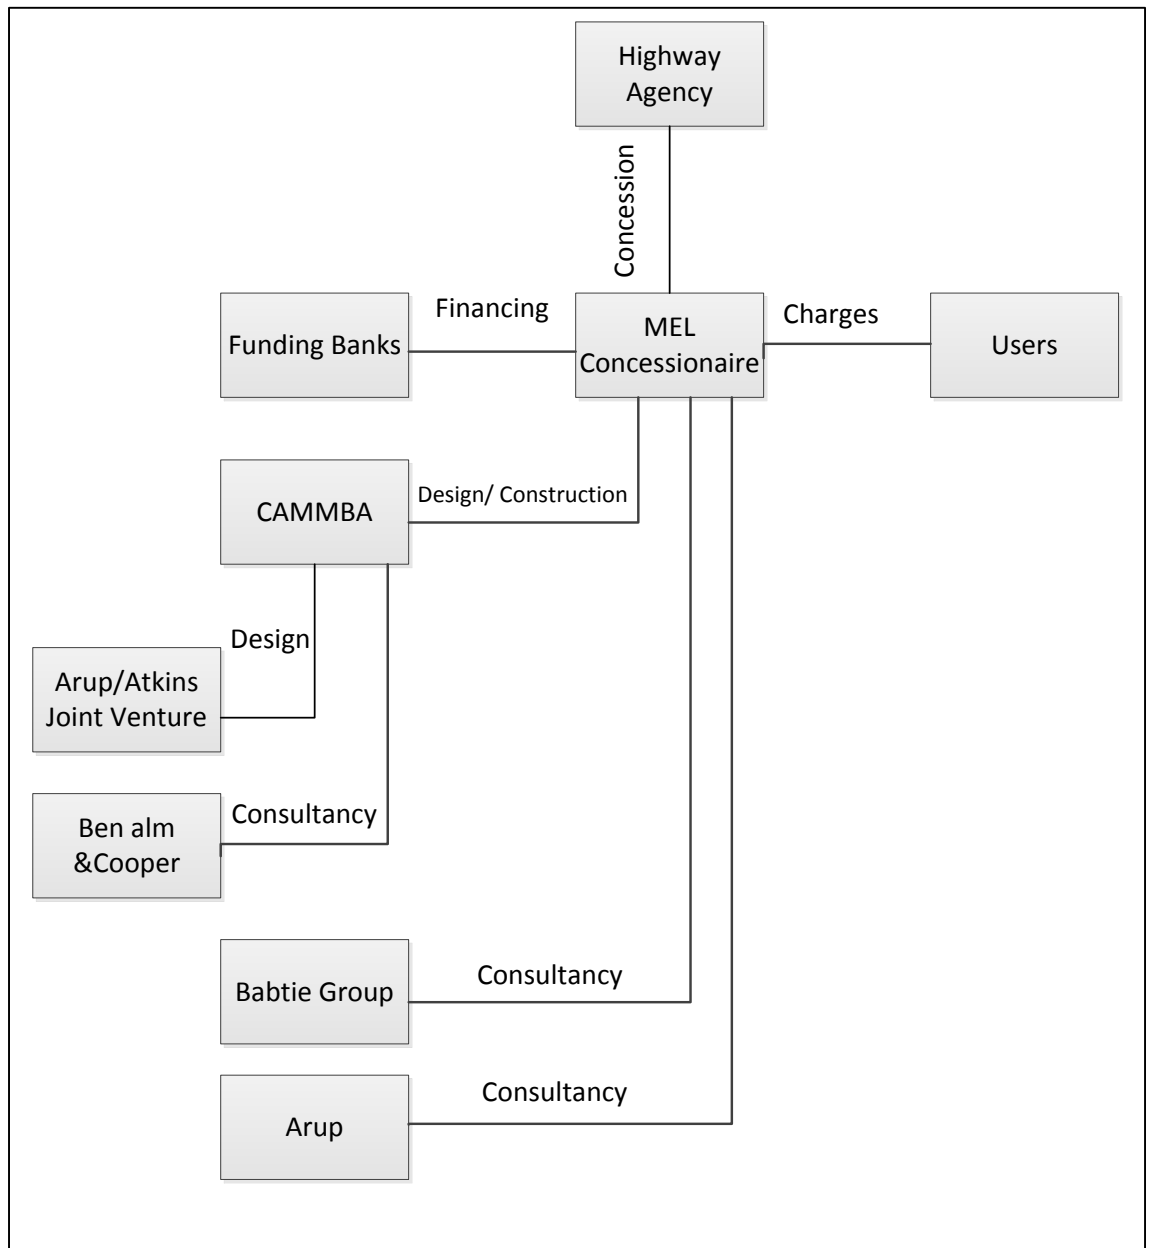 Highway
Agency
Concession
Financing
Charges
Funding Banks
MEL
Concessionaire
Users
CAMMBA
Design/ Construction
Design
Arup/Atkins
Joint Venture
Consultancy
Ben alm
&Cooper
Babtie Group
Consultancy
Consultancy
Arup